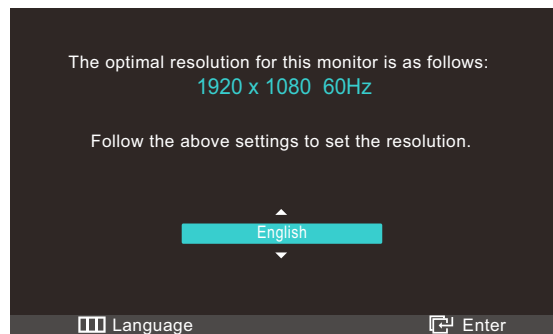 The optimal resolution for this monitor is as follows:
1920 x 1080 60Hz
Follow the above settings to set the resolution.
English
Language Enter